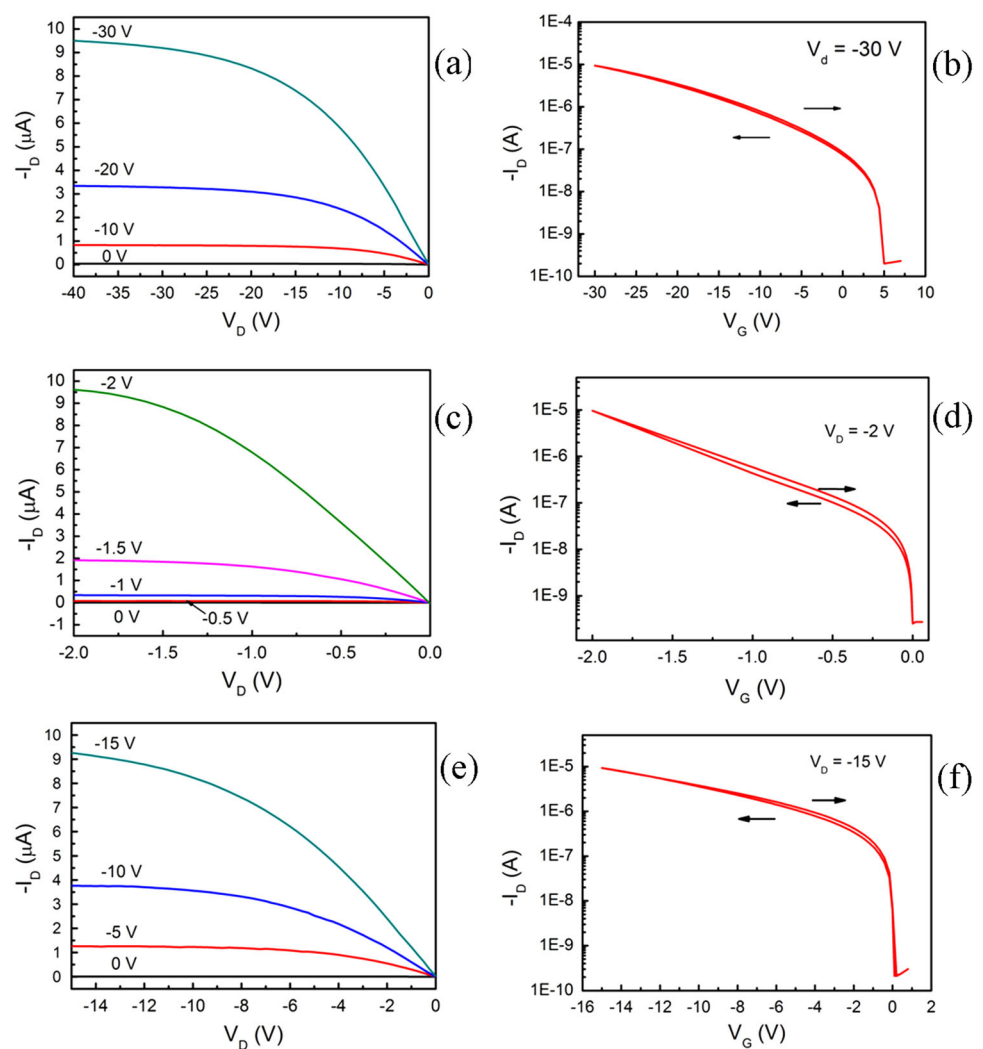 -30 V
-20 V
-10 V
0 V
10
9
8
7
6
5
4
3
2
1
0
-I_D (μA)
-40 -35 -30 -25 -20 -15 -10 -5 0
V_D (V)
(a)
V_d = -30 V
1E-4
1E-5
1E-6
1E-7
1E-8
1E-9
1E-10
-I_D (A)
-30 -25 -20 -15 -10 -5 0 5 10
V_G (V)
(b)
-2 V
-1.5 V
-1 V
0 V
-0.5 V
10
9
8
7
6
5
4
3
2
1
0
-1
-I_D (μA)
-2.0 -1.5 -1.0 -0.5 0.0
V_D (V)
(c)
V_D = -2 V
1E-5
1E-6
1E-7
1E-8
1E-9
-I_D (A)
-2.0 -1.5 -1.0 -0.5 0.0
V_G (V)
(d)
-15 V
-10 V
-5 V
0 V
10
9
8
7
6
5
4
3
2
1
0
-I_D (μA)
-14 -12 -10 -8 -6 -4 -2 0
V_D (V)
(e)
V_D = -15 V
1E-4
1E-5
1E-6
1E-7
1E-8
1E-9
1E-10
-I_D (A)
-16 -14 -12 -10 -8 -6 -4 -2 0 2
V_G (V)
(f)